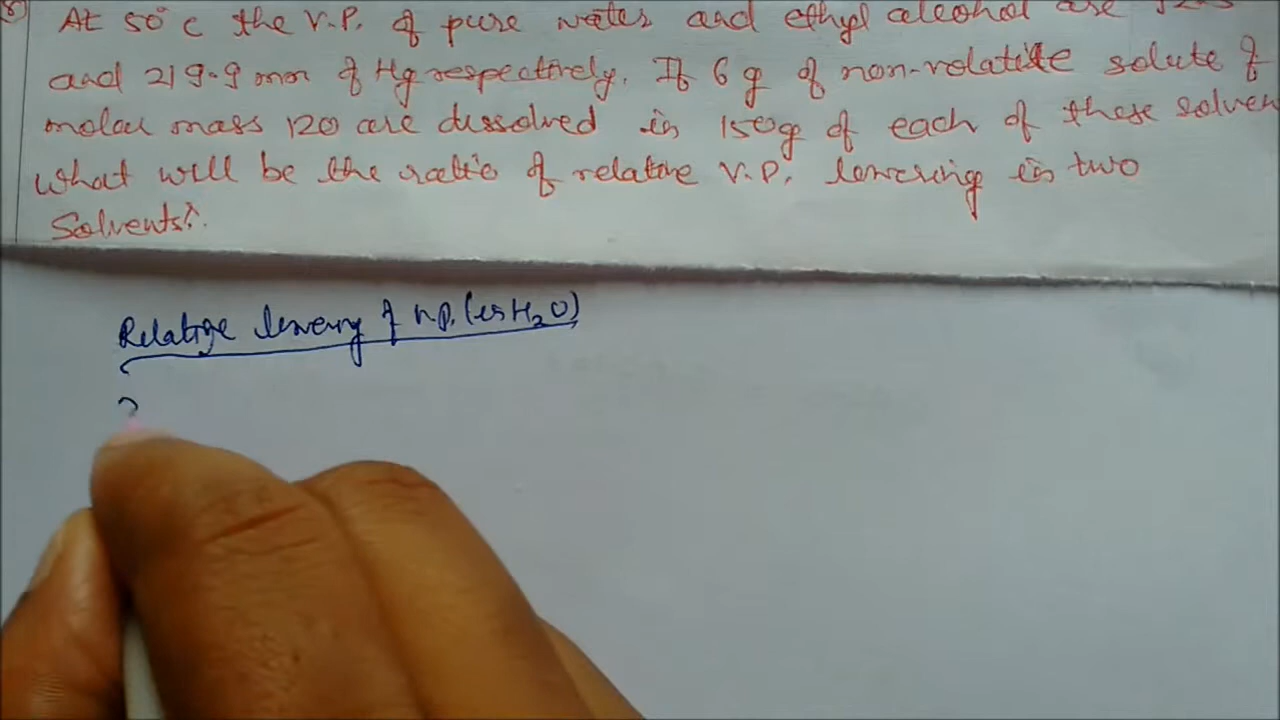 8) At 50°C the V.P. of pure water and ethyl alcohol are
and 219.9 mm of Hg respectively. If 6 g of non-volatile solute of
molar mass 120 are dissolved in 150g of each of these solven
what will be the ratio of relative V.P. lowering in two
Solvents?
Relative lowering of v.p. (in H₂O)